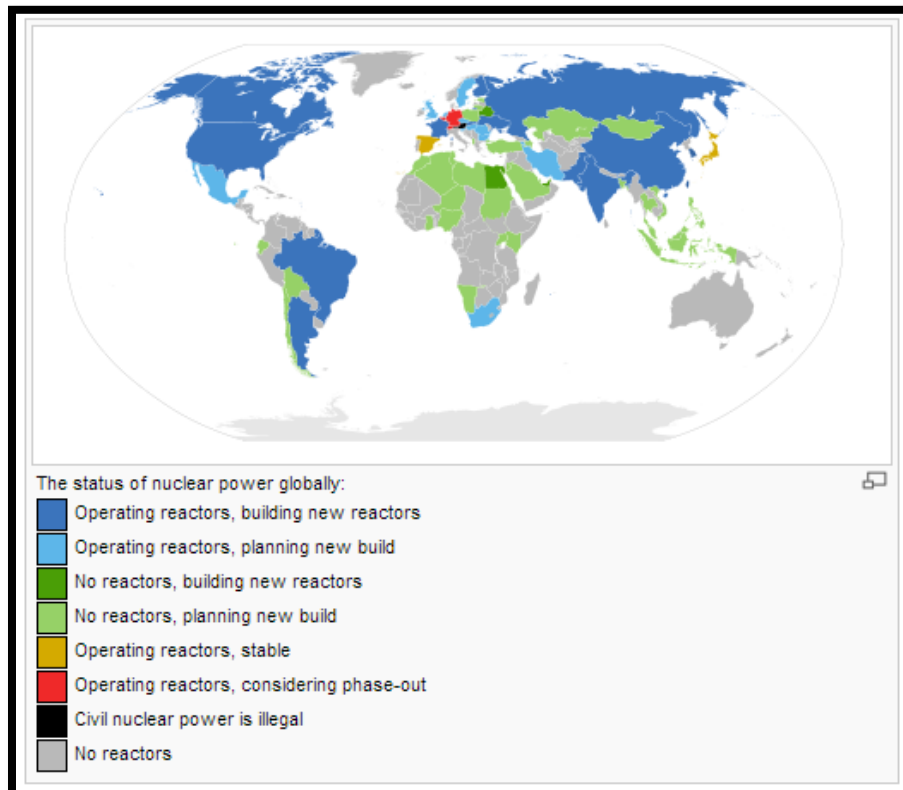 The status of nuclear power globally:
Operating reactors, building new reactors
Operating reactors, planning new build
No reactors, building new reactors
No reactors, planning new build
Operating reactors, stable
Operating reactors, considering phase-out
Civil nuclear power is illegal
No reactors